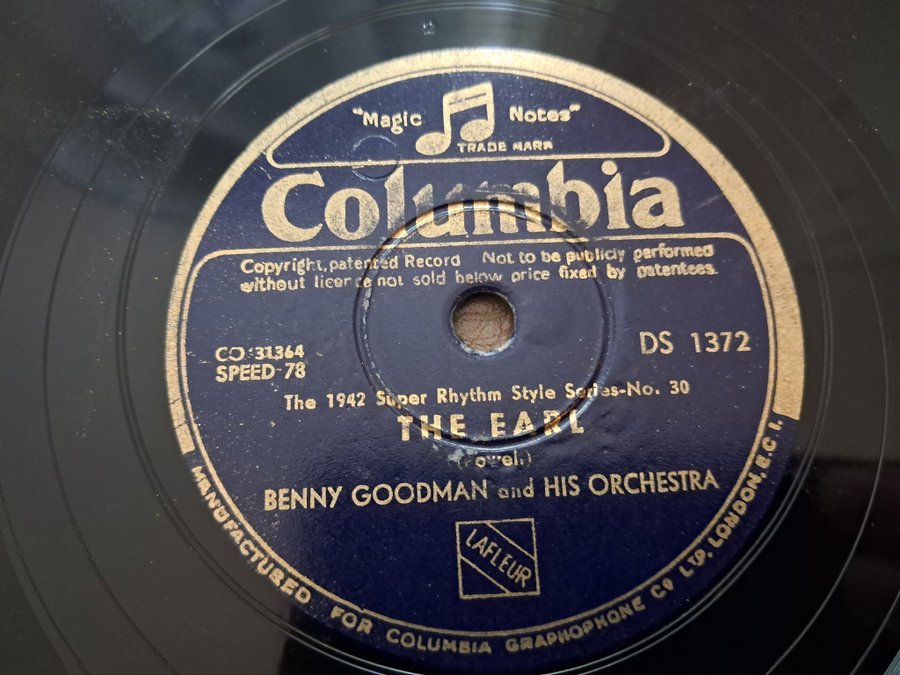 "Magic Notes"
TRADE MARK
Columbia
Copyright, patented Record Not to be publicly performed
without licence not sold below price fixed by patentees.
CO 31364
SPEED-78
DS 1372
The 1942 Super Rhythm Style Series-No. 30
THE EARL
(Powell)
BENNY GOODMAN and HIS ORCHESTRA
LAFLEUR
MANUFACTURED FOR COLUMBIA GRAPHOPHONE CO LTD. LONDON, E.C 1.